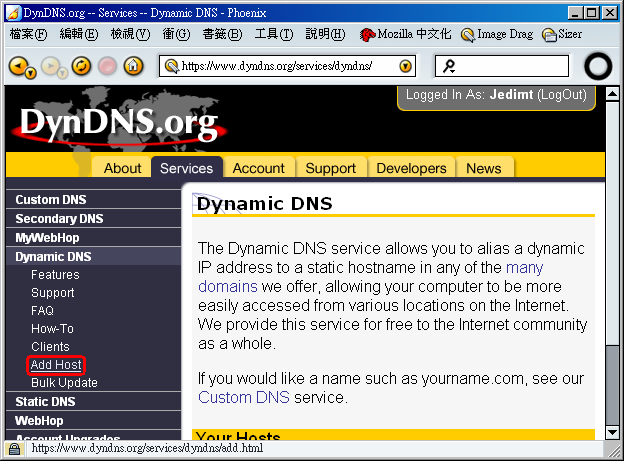 DynDNS.org -- Services -- Dynamic DNS - Phoenix
檔案(F) 編輯(E) 檢視(V) 衝(G) 書籤(B) 工具(T) 說明(H) Mozilla 中文化 Image Drag Sizer
https://www.dyndns.org/services/dyndns/
Logged In As: Jedimt (LogOut)
DynDNS.org
About Services Account Support Developers News
Custom DNS
Secondary DNS
MyWebHop
Dynamic DNS
Features
Support
FAQ
How-To
Clients
Add Host
Bulk Update
Static DNS
WebHop
Account Upgrades
Dynamic DNS
The Dynamic DNS service allows you to alias a dynamic
IP address to a static hostname in any of the many
domains we offer, allowing your computer to be more
easily accessed from various locations on the Internet.
We provide this service for free to the Internet community
as a whole.
If you would like a name such as yourname.com, see our
Custom DNS service.
Your Hosts
https://www.dyndns.org/services/dyndns/add.html